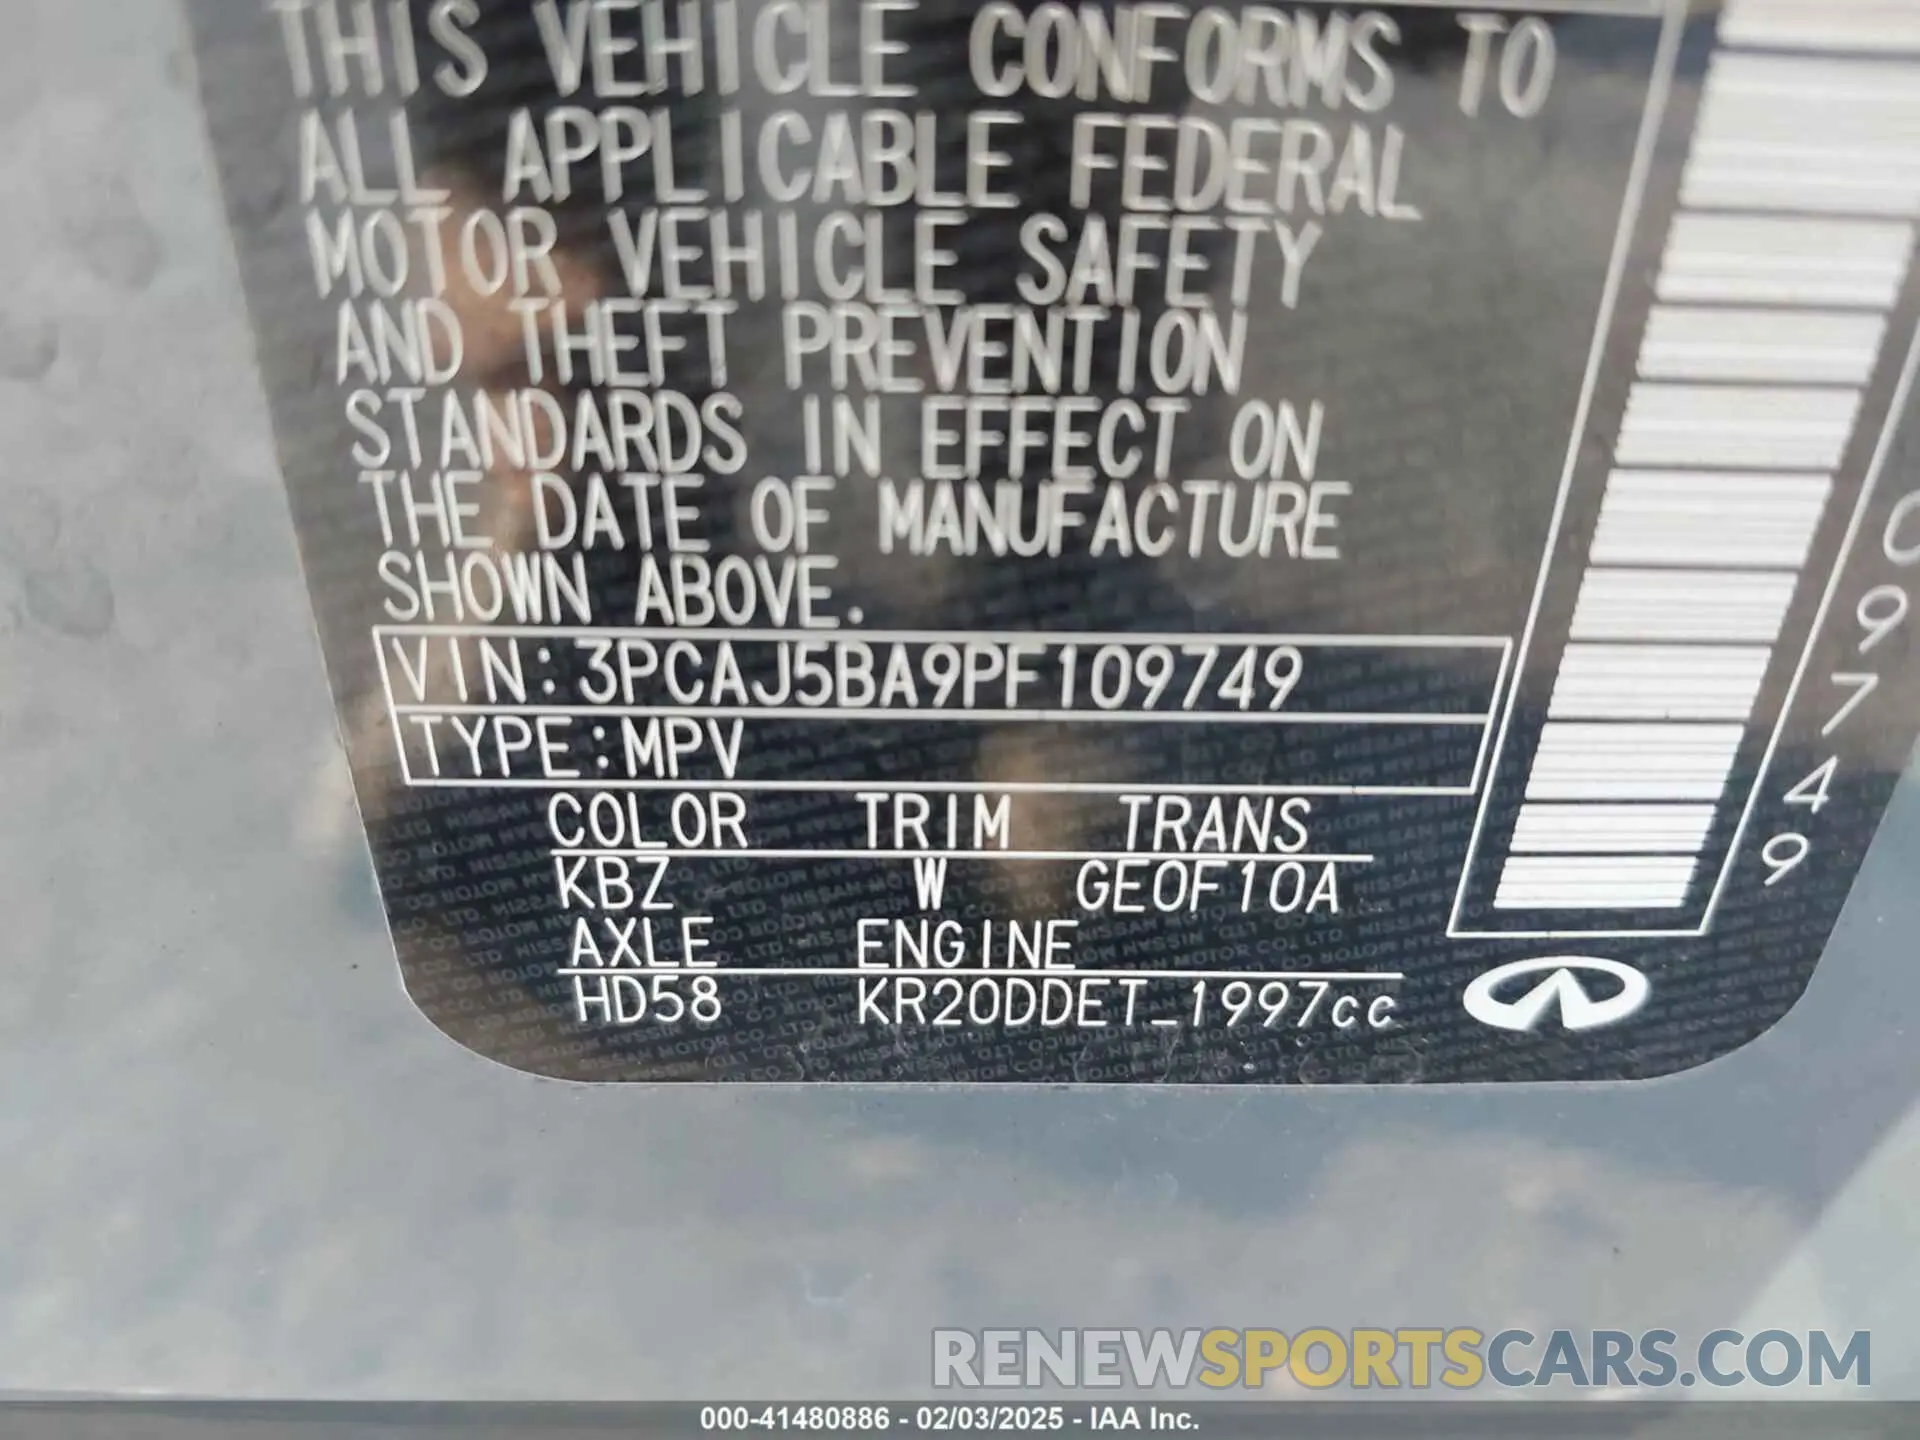 THIS VEHICLE CONFORMS TO
ALL APPLICABLE FEDERAL
MOTOR VEHICLE SAFETY
AND THEFT PREVENTION
STANDARDS IN EFFECT ON
THE DATE OF MANUFACTURE
SHOWN ABOVE.
VIN: 3PCAJ5BA9PF109749
TYPE: MPV
COLOR TRIM TRANS
KBZ W GE0F10A
AXLE ENGINE
HD58 KR20DDET_1997cc
09749
RENEWSPORTSCARS.COM
000-41480886 - 02/03/2025 - IAA Inc.